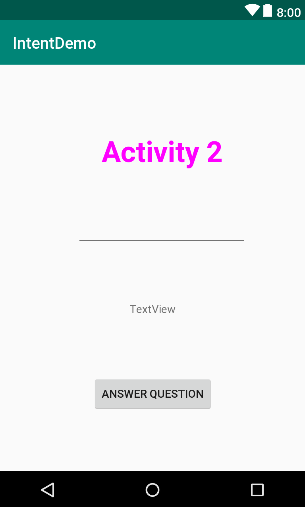 8:00
IntentDemo
Activity 2
TextView
ANSWER QUESTION